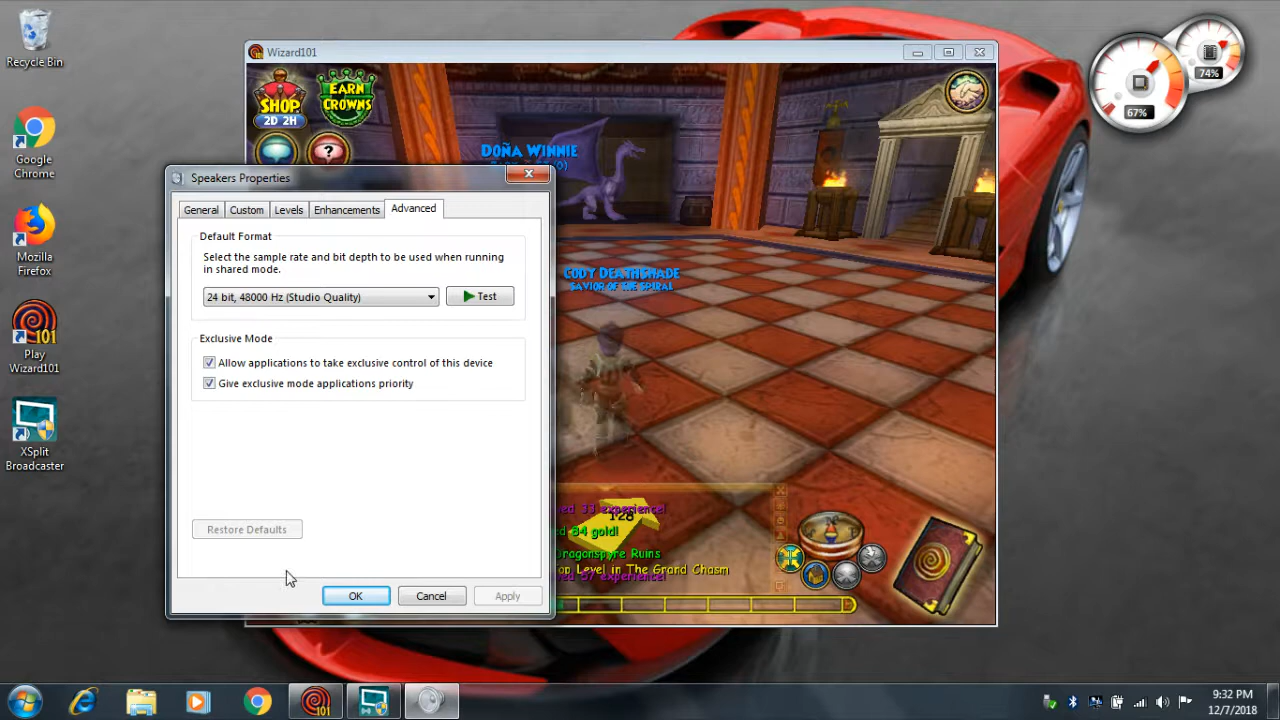 Recycle Bin
Google
Chrome
Mozilla
Firefox
101
Play
Wizard101
XSplit
Broadcaster
Wizard101
SHOP
2D 2H
EARN
CROWNS
?
DOÑA WINNIE
CODY DEATHSHADE
SAVIOR OF THE SPIRAL
67%
74%
Speakers Properties
General
Custom
Levels
Enhancements
Advanced
Default Format
Select the sample rate and bit depth to be used when running
in shared mode.
24 bit, 48000 Hz (Studio Quality)
Test
Exclusive Mode
Allow applications to take exclusive control of this device
Give exclusive mode applications priority
Restore Defaults
OK
Cancel
Apply
128
33 experience!
84 gold!
Dragonspyre Ruins
Level in The Grand Chasm
57 experience!
101
9:32 PM
12/7/2018